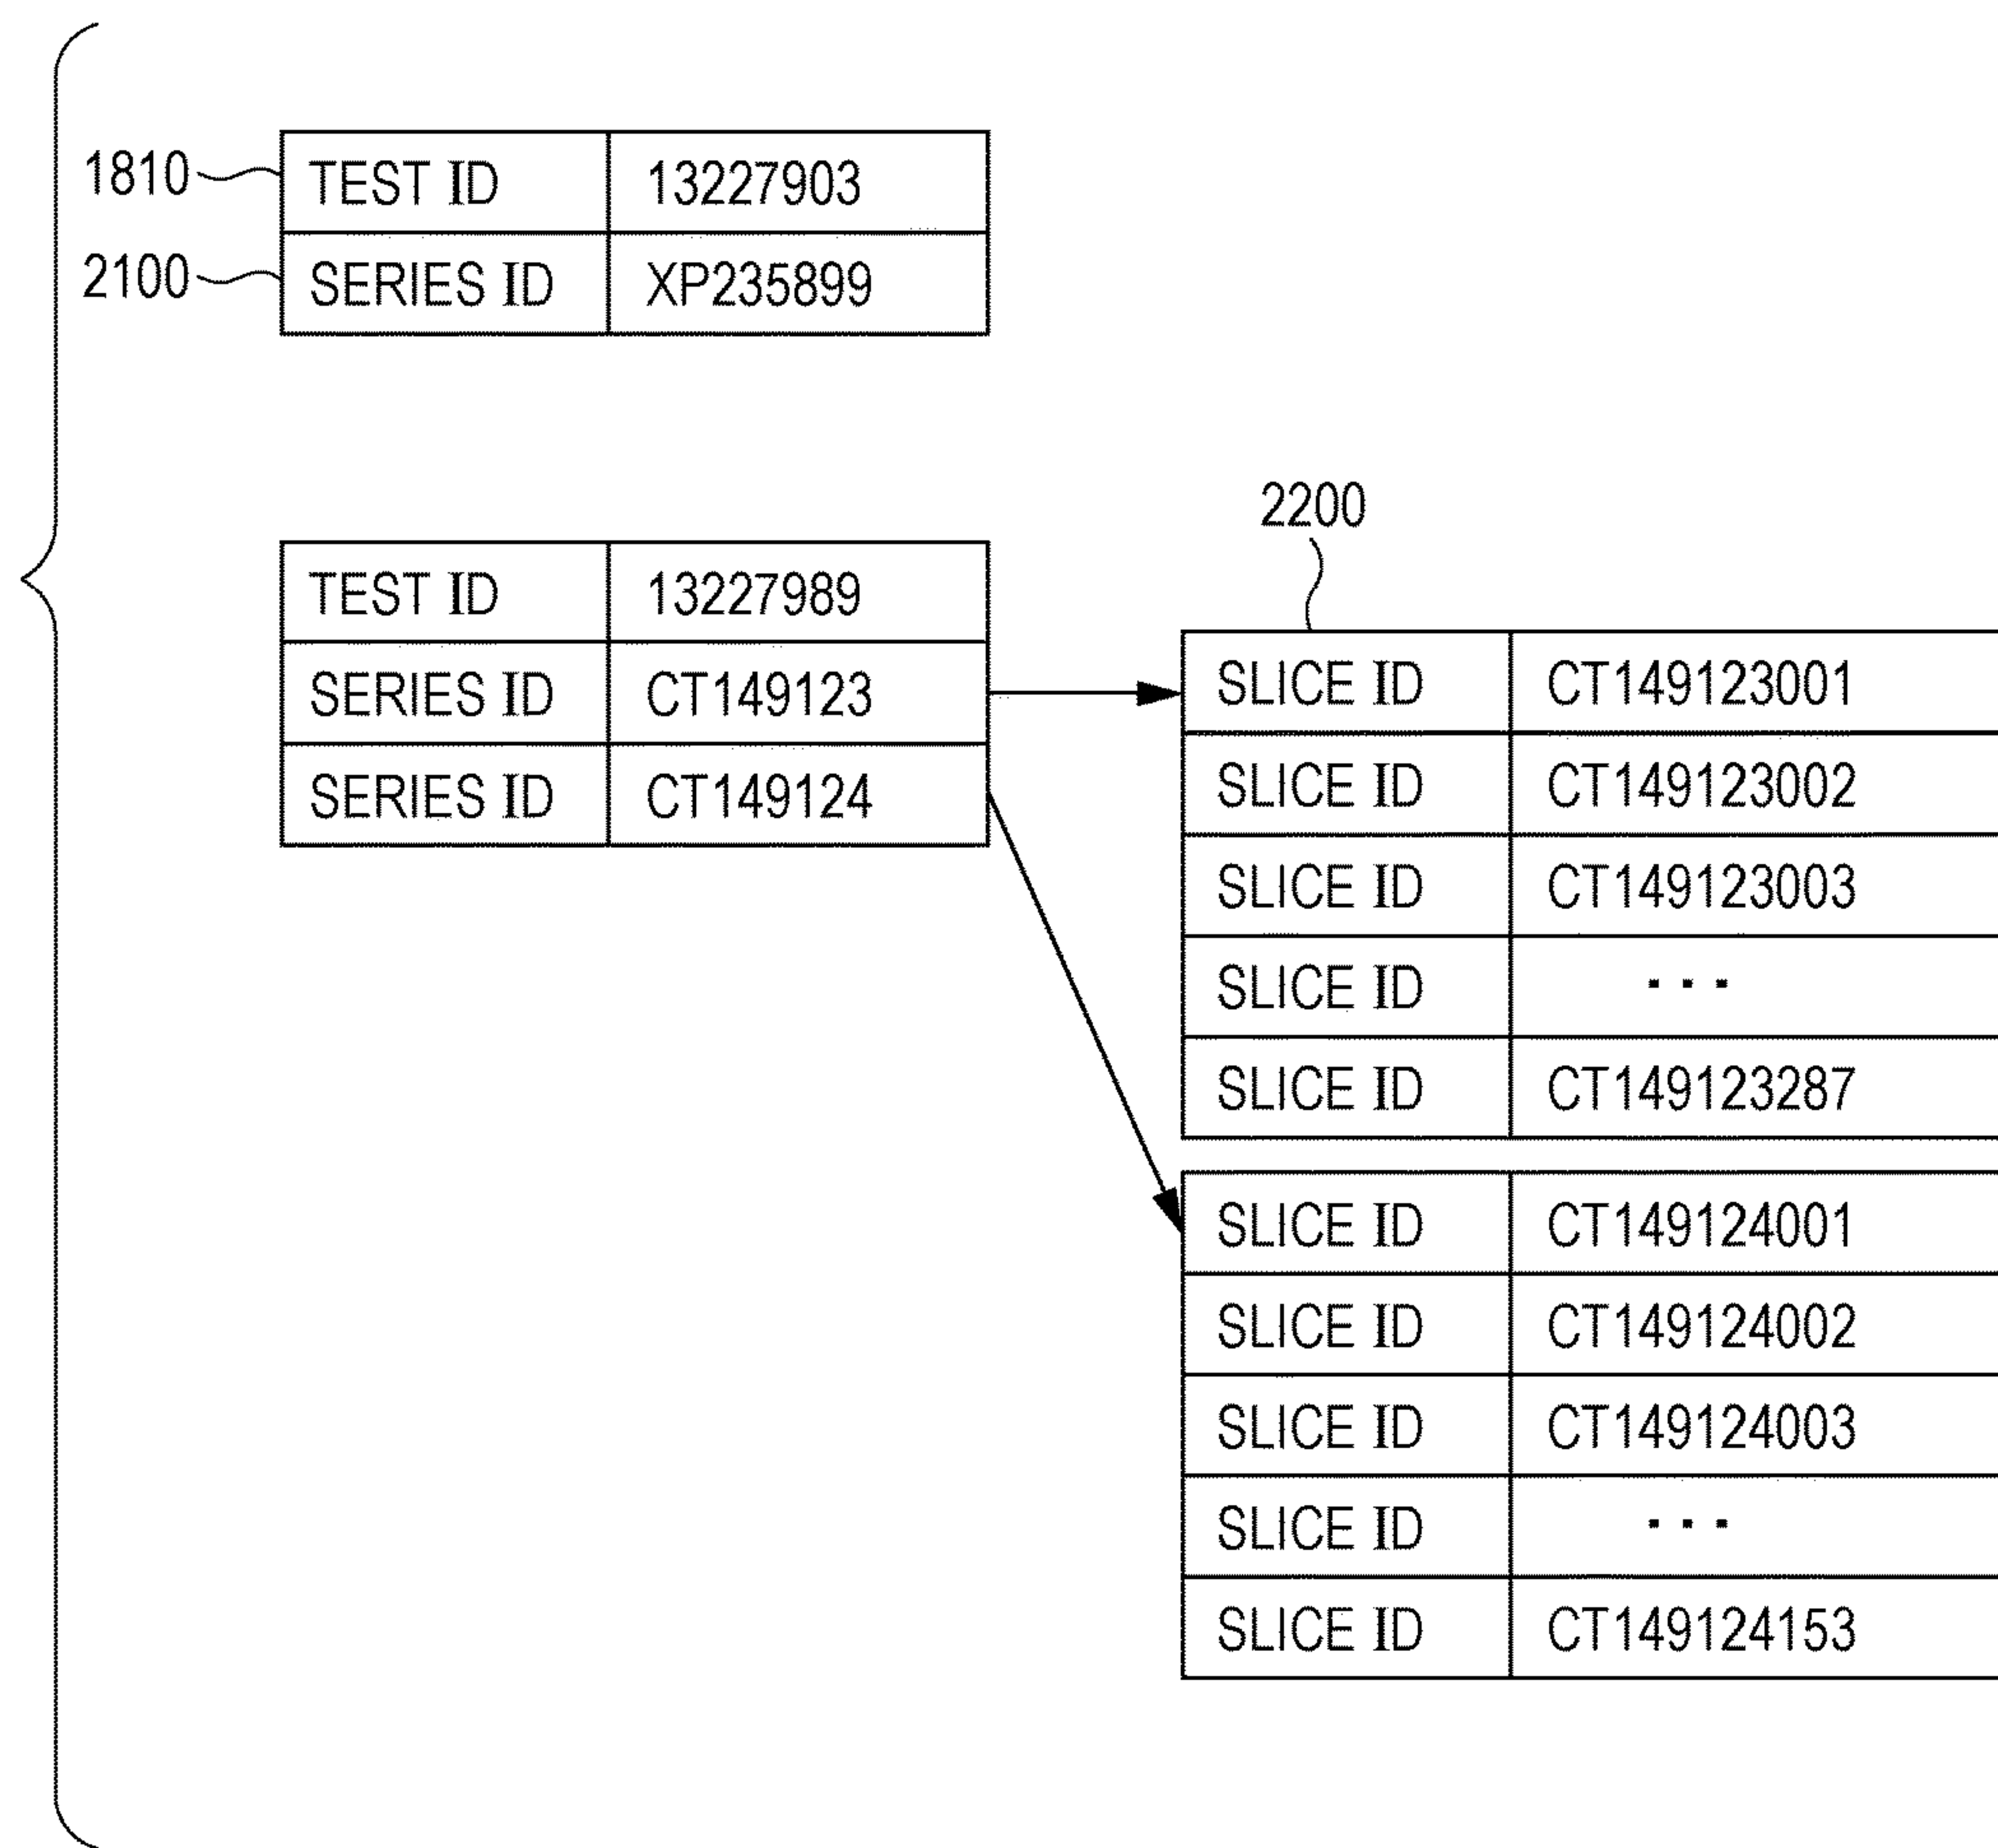 1810 TEST ID 13227903
2100 SERIES ID XP235899
2200
TEST ID 13227989
SERIES ID CT149123
SERIES ID CT149124
SLICE ID CT149123001
SLICE ID CT149123002
SLICE ID CT149123003
SLICE ID ...
SLICE ID CT149123287
SLICE ID CT149124001
SLICE ID CT149124002
SLICE ID CT149124003
SLICE ID ...
SLICE ID CT149124153